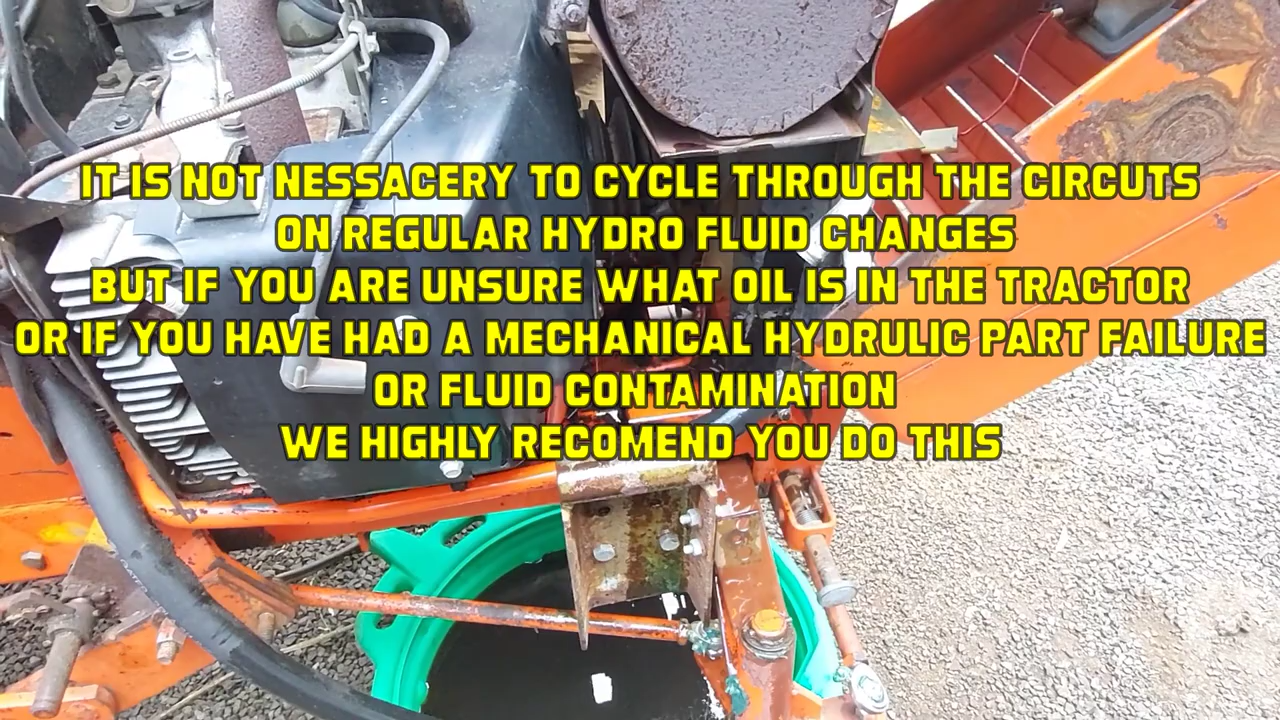 IT IS NOT NESSACERY TO CYCLE THROUGH THE CIRCUTS
ON REGULAR HYDRO FLUID CHANGES
BUT IF YOU ARE UNSURE WHAT OIL IS IN THE TRACTOR
OR IF YOU HAVE HAD A MECHANICAL HYDRULIC PART FAILURE
OR FLUID CONTAMINATION
WE HIGHLY RECOMEND YOU DO THIS